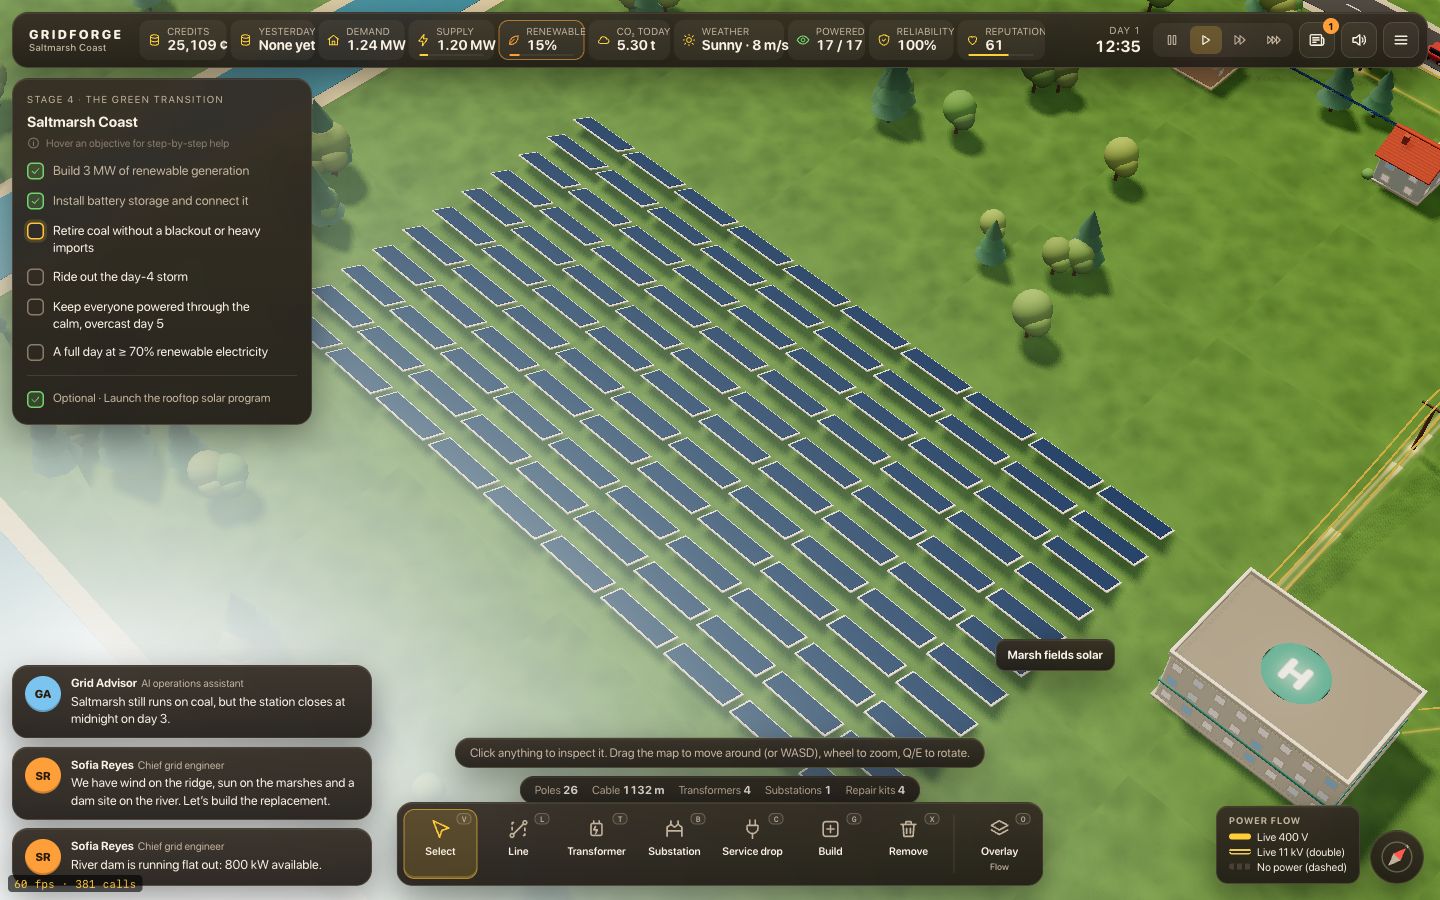 GRIDFORGE
Saltmarsh Coast
CREDITS
25,109 ¢
YESTERDAY
None yet
DEMAND
1.24 MW
SUPPLY
1.20 MW
RENEWABLE
15%
CO₂ TODAY
5.30 t
WEATHER
Sunny · 8 m/s
POWERED
17 / 17
RELIABILITY
100%
REPUTATION
61
DAY 1
12:35
1
STAGE 4 · THE GREEN TRANSITION
Saltmarsh Coast
Hover an objective for step-by-step help
Build 3 MW of renewable generation
Install battery storage and connect it
Retire coal without a blackout or heavy
imports
Ride out the day-4 storm
Keep everyone powered through the
calm, overcast day 5
A full day at ≥ 70% renewable electricity
Optional · Launch the rooftop solar program
Marsh fields solar
H
GA
Grid Advisor AI operations assistant
Saltmarsh still runs on coal, but the station closes at
midnight on day 3.
SR
Sofia Reyes Chief grid engineer
We have wind on the ridge, sun on the marshes and a
dam site on the river. Let's build the replacement.
SR
Sofia Reyes Chief grid engineer
River dam is running flat out: 800 kW available.
60 fps · 381 calls
Click anything to inspect it. Drag the map to move around (or WASD), wheel to zoom, Q/E to rotate.
Poles 26 Cable 1132 m Transformers 4 Substations 1 Repair kits 4
V
Select
L
Line
T
Transformer
B
Substation
C
Service drop
G
Build
X
Remove
O
Overlay
Flow
POWER FLOW
Live 400 V
Live 11 kV (double)
No power (dashed)